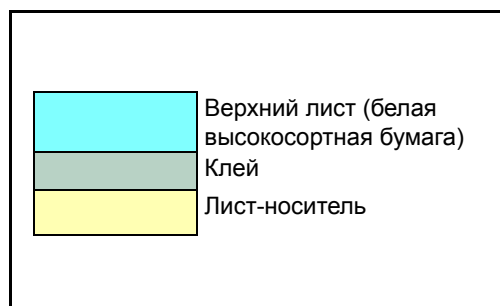 Верхний лист (белая
высокосортная бумага)
Клей
Лист-носитель